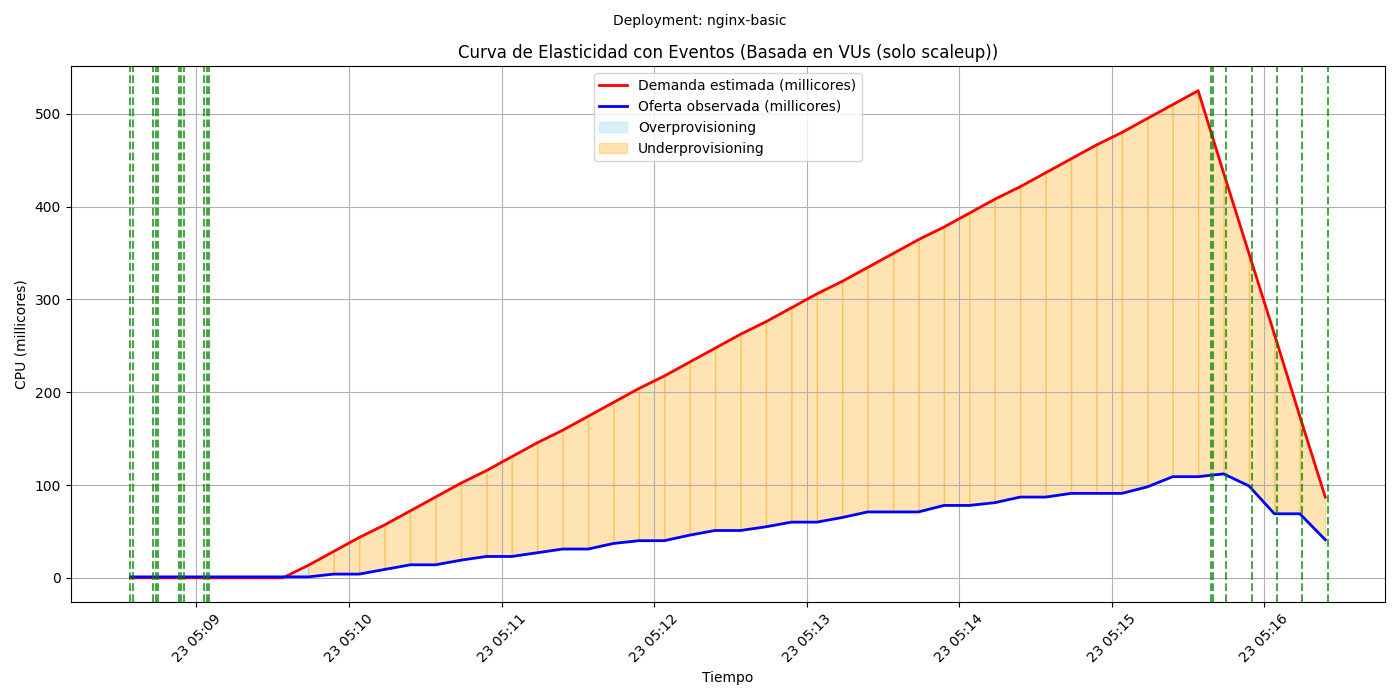 Deployment: nginx-basic
Curva de Elasticidad con Eventos (Basada en VUs (solo scaleup))
Demanda estimada (millicores)
Oferta observada (millicores)
Overprovisioning
Underprovisioning
CPU (millicores)
500
400
300
200
100
0
23 05:09
23 05:10
23 05:11
23 05:12
23 05:13
23 05:14
23 05:15
23 05:16
Tiempo